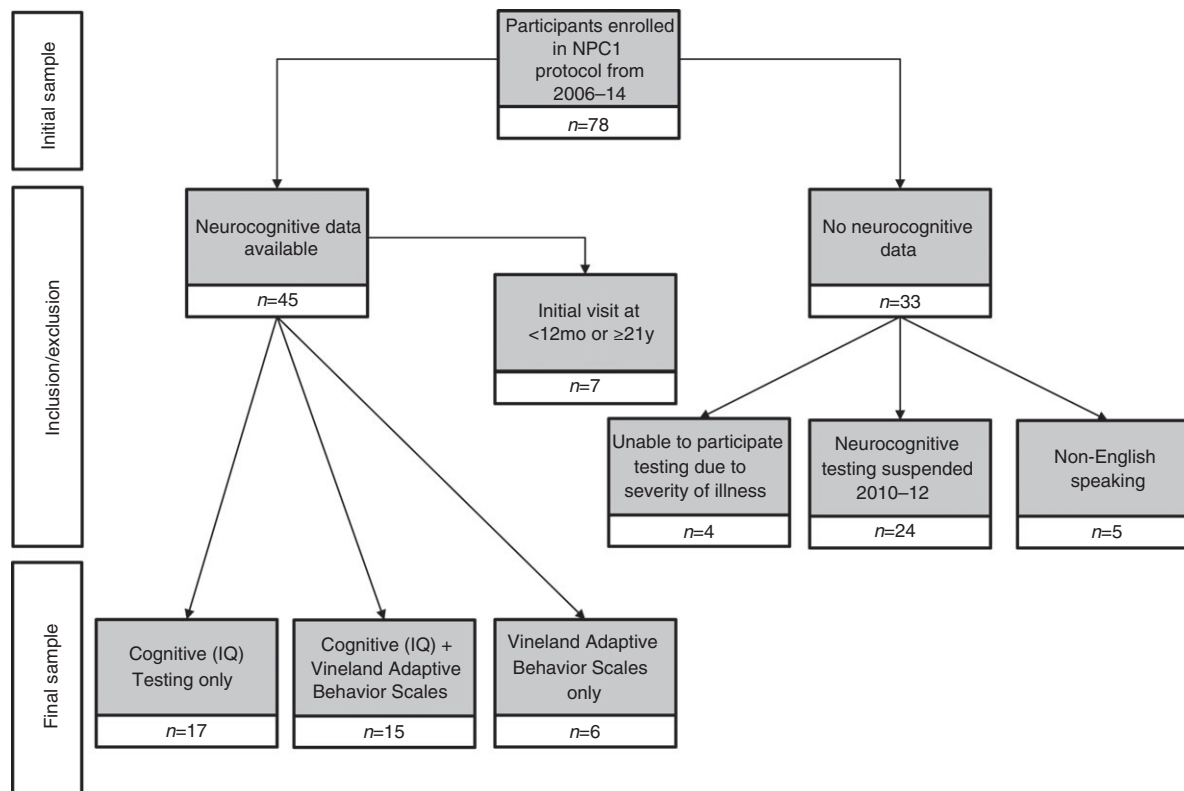 Initial sample
Participants enrolled
in NPC1
protocol from
2006–14
n=78
Inclusion/exclusion
Neurocognitive data
available
n=45
Initial visit at
<12mo or ≥21y
n=7
No neurocognitive
data
n=33
Unable to participate
testing due to
severity of illness
n=4
Neurocognitive
testing suspended
2010–12
n=24
Non-English
speaking
n=5
Final sample
Cognitive (IQ)
Testing only
n=17
Cognitive (IQ) +
Vineland Adaptive
Behavior Scales
n=15
Vineland Adaptive
Behavior Scales
only
n=6